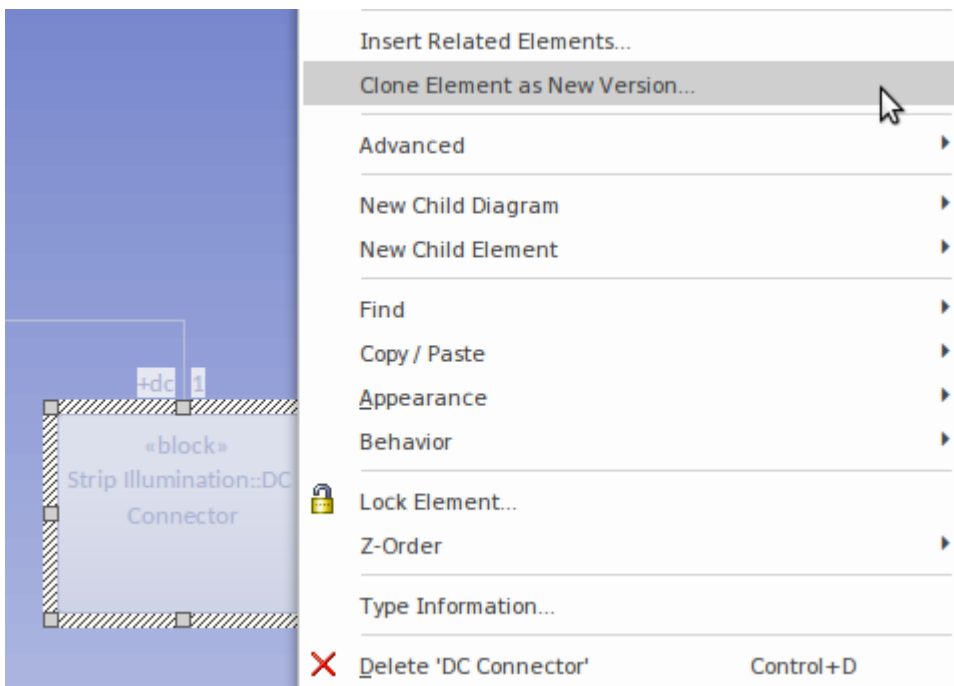 Insert Related Elements...
Clone Element as New Version...
Advanced
New Child Diagram
New Child Element
Find
Copy / Paste
Appearance
Behavior
Lock Element...
Z-Order
Type Information...
Delete 'DC Connector' Control+D
+dc 1
«block»
Strip Illumination::DC
Connector